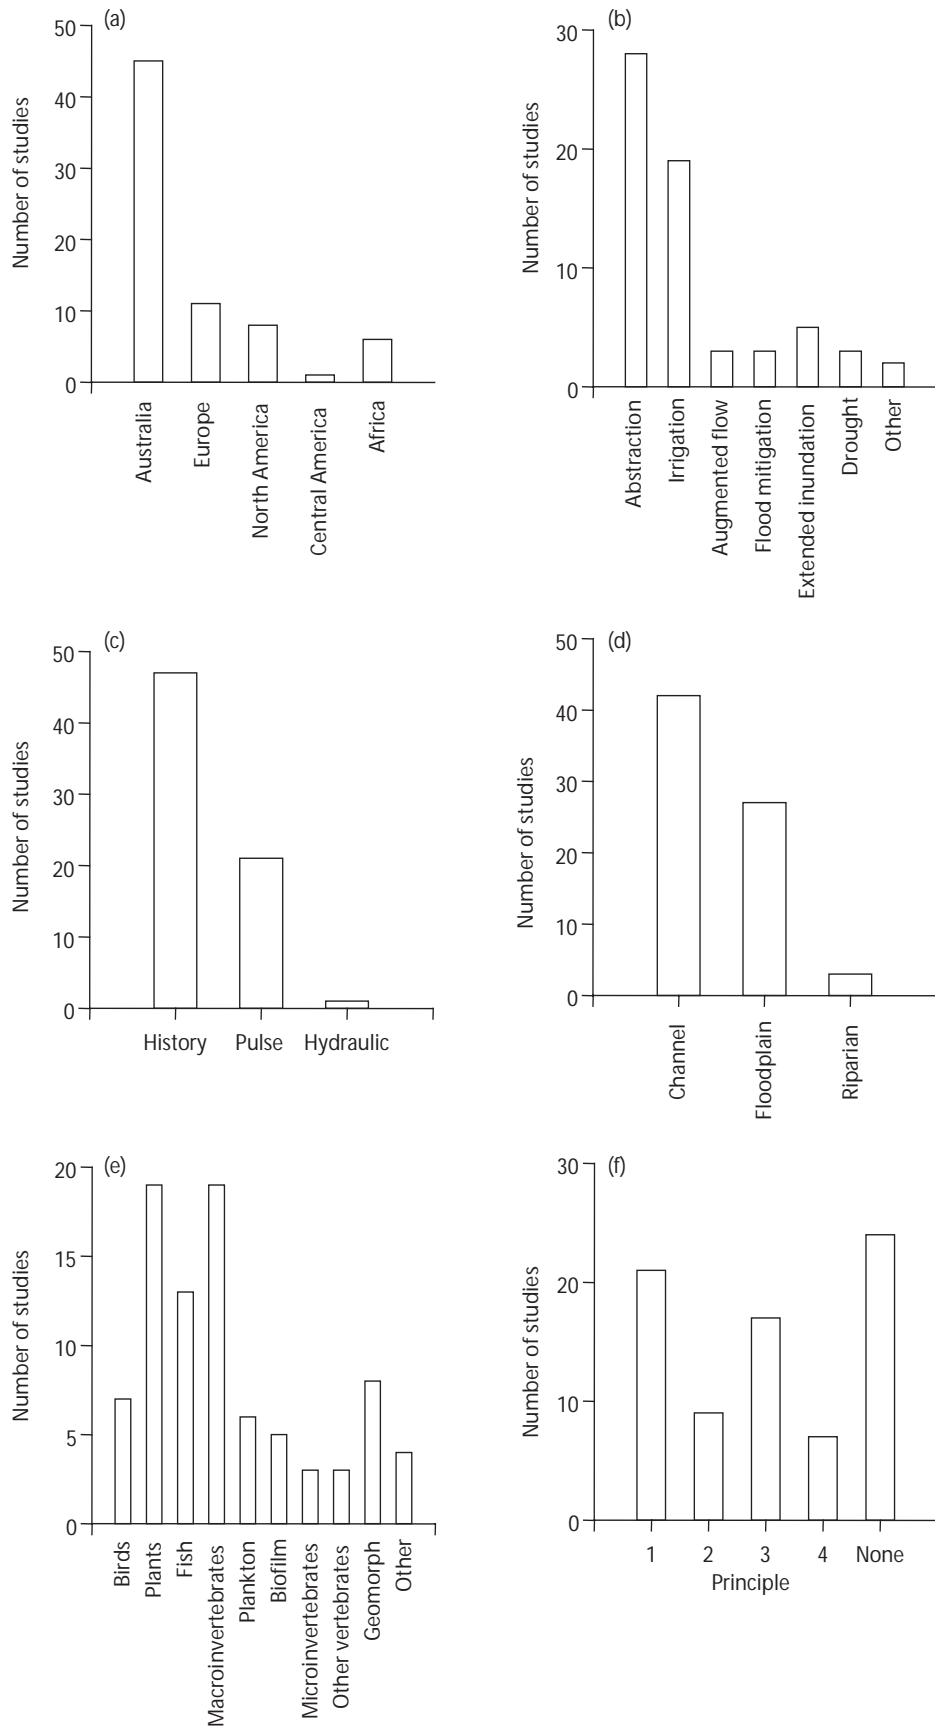 (a)
50
40
30
20
10
0
Number of studies
Australia
Europe
North America
Central America
Africa
(b)
30
20
10
0
Number of studies
Abstraction
Irrigation
Augmented flow
Flood mitigation
Extended inundation
Drought
Other
(c)
50
40
30
20
10
0
Number of studies
History
Pulse
Hydraulic
(d)
50
40
30
20
10
0
Number of studies
Channel
Floodplain
Riparian
(e)
20
15
10
5
0
Number of studies
Birds
Plants
Fish
Macroinvertebrates
Plankton
Biofilm
Microinvertebrates
Other vertebrates
Geomorph
Other
(f)
30
20
10
0
Number of studies
1
2
3
4
None
Principle